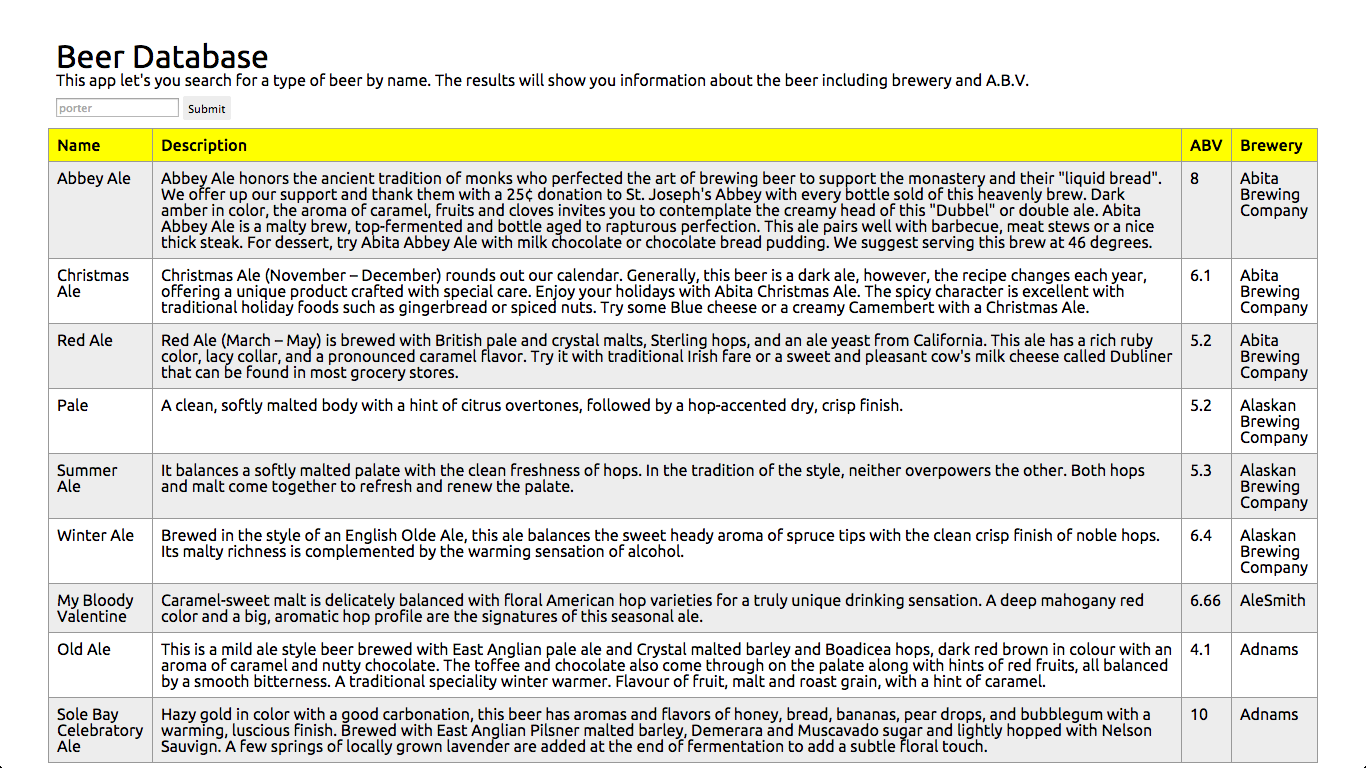 Beer Database
This app let's you search for a type of beer by name. The results will show you information about the beer including brewery and A.B.V.
porter Submit
Name Description ABV Brewery
Abbey Ale
Abbey Ale honors the ancient tradition of monks who perfected the art of brewing beer to support the monastery and their "liquid bread".
We offer up our support and thank them with a 25¢ donation to St. Joseph's Abbey with every bottle sold of this heavenly brew. Dark
amber in color, the aroma of caramel, fruits and cloves invites you to contemplate the creamy head of this "Dubbel" or double ale. Abita
Abbey Ale is a malty brew, top-fermented and bottle aged to rapturous perfection. This ale pairs well with barbecue, meat stews or a nice
thick steak. For dessert, try Abita Abbey Ale with milk chocolate or chocolate bread pudding. We suggest serving this brew at 46 degrees.
8
Abita
Brewing
Company
Christmas
Ale
Christmas Ale (November – December) rounds out our calendar. Generally, this beer is a dark ale, however, the recipe changes each year,
offering a unique product crafted with special care. Enjoy your holidays with Abita Christmas Ale. The spicy character is excellent with
traditional holiday foods such as gingerbread or spiced nuts. Try some Blue cheese or a creamy Camembert with a Christmas Ale.
6.1
Abita
Brewing
Company
Red Ale
Red Ale (March – May) is brewed with British pale and crystal malts, Sterling hops, and an ale yeast from California. This ale has a rich ruby
color, lacy collar, and a pronounced caramel flavor. Try it with traditional Irish fare or a sweet and pleasant cow's milk cheese called Dubliner
that can be found in most grocery stores.
5.2
Abita
Brewing
Company
Pale
A clean, softly malted body with a hint of citrus overtones, followed by a hop-accented dry, crisp finish.
5.2
Alaskan
Brewing
Company
Summer
Ale
It balances a softly malted palate with the clean freshness of hops. In the tradition of the style, neither overpowers the other. Both hops
and malt come together to refresh and renew the palate.
5.3
Alaskan
Brewing
Company
Winter Ale
Brewed in the style of an English Olde Ale, this ale balances the sweet heady aroma of spruce tips with the clean crisp finish of noble hops.
Its malty richness is complemented by the warming sensation of alcohol.
6.4
Alaskan
Brewing
Company
My Bloody
Valentine
Caramel-sweet malt is delicately balanced with floral American hop varieties for a truly unique drinking sensation. A deep mahogany red
color and a big, aromatic hop profile are the signatures of this seasonal ale.
6.66
AleSmith
Old Ale
This is a mild ale style beer brewed with East Anglian pale ale and Crystal malted barley and Boadicea hops, dark red brown in colour with an
aroma of caramel and nutty chocolate. The toffee and chocolate also come through on the palate along with hints of red fruits, all balanced
by a smooth bitterness. A traditional speciality winter warmer. Flavour of fruit, malt and roast grain, with a hint of caramel.
4.1
Adnams
Sole Bay
Celebratory
Ale
Hazy gold in color with a good carbonation, this beer has aromas and flavors of honey, bread, bananas, pear drops, and bubblegum with a
warming, luscious finish. Brewed with East Anglian Pilsner malted barley, Demerara and Muscavado sugar and lightly hopped with Nelson
Sauvign. A few springs of locally grown lavender are added at the end of fermentation to add a subtle floral touch.
10
Adnams